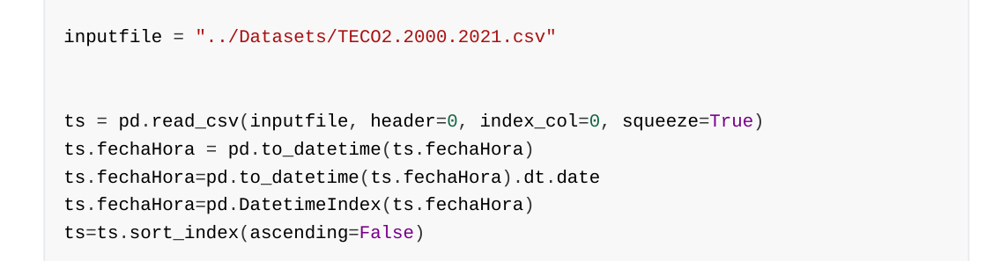 inputfile = "../Datasets/TECO2.2000.2021.csv"
ts = pd.read_csv(inputfile, header=0, index_col=0, squeeze=True)
ts.fechaHora = pd.to_datetime(ts.fechaHora)
ts.fechaHora=pd.to_datetime(ts.fechaHora).dt.date
ts.fechaHora=pd.DatetimeIndex(ts.fechaHora)
ts=ts.sort_index(ascending=False)